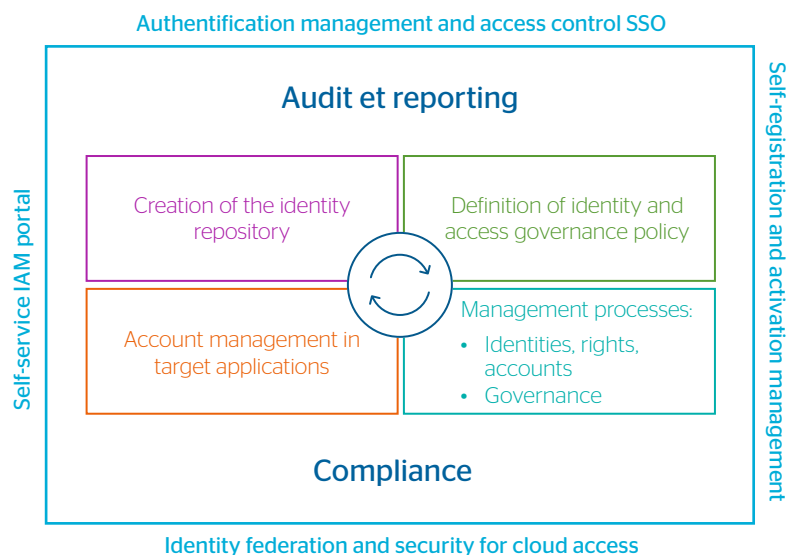 Authentification management and access control SSO
Audit et reporting
Creation of the identity
repository
Definition of identity and
access governance policy
Account management in
target applications
Management processes:
• Identities, rights,
accounts
• Governance
Compliance
Self-service IAM portal
Self-registration and activation management
Identity federation and security for cloud access